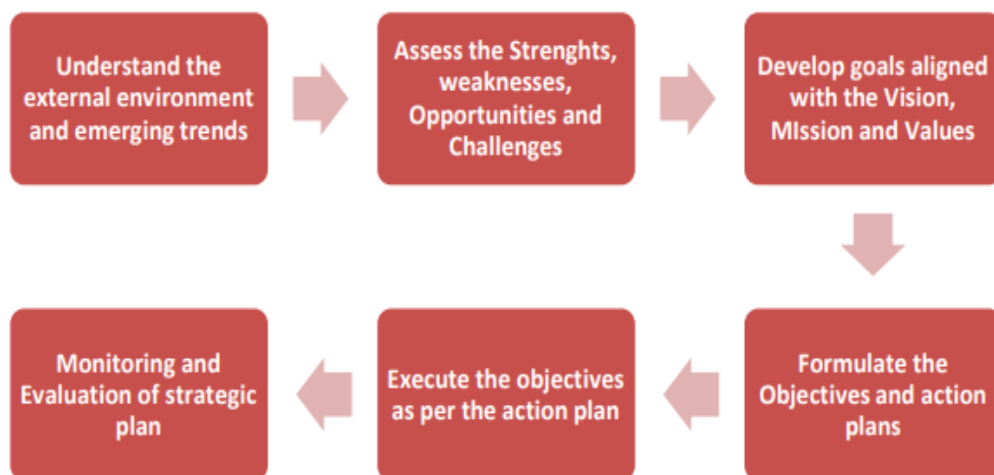 Understand the
external environment
and emerging trends
Assess the Strenghts,
weaknesses,
Opportunities and
Challenges
Develop goals aligned
with the Vision,
MIssion and Values
Formulate the
Objectives and action
plans
Execute the objectives
as per the action plan
Monitoring and
Evaluation of strategic
plan